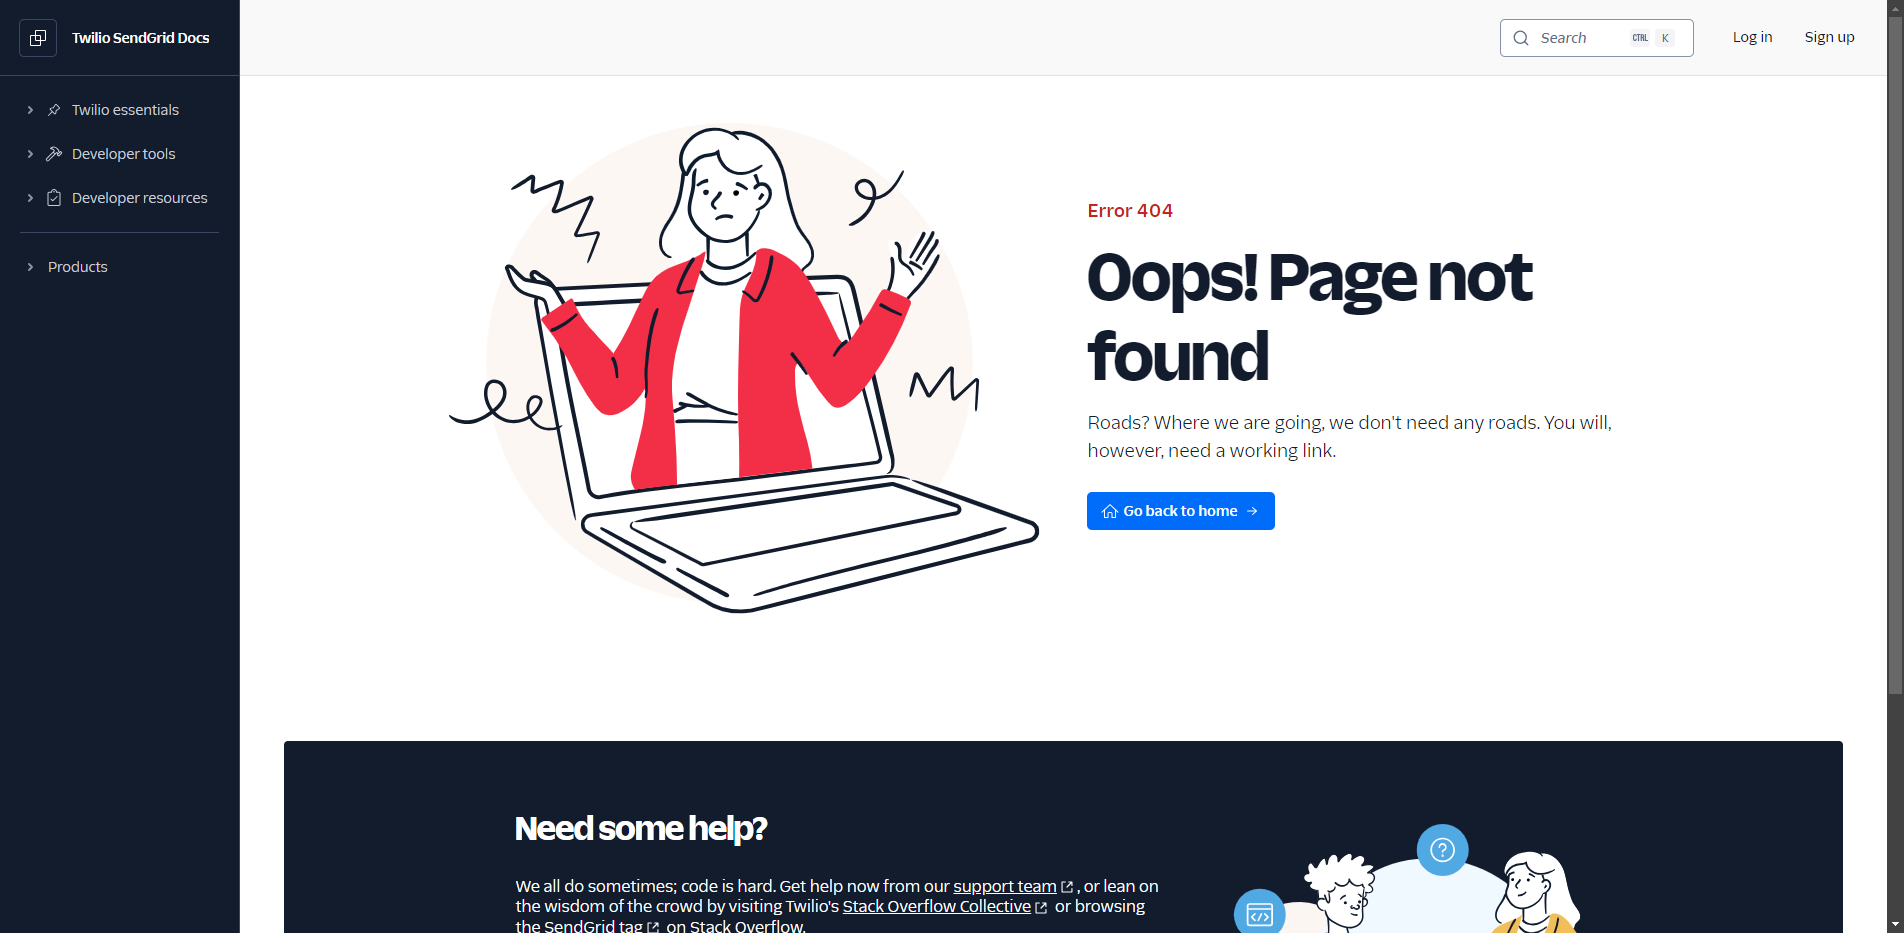 Twilio SendGrid Docs
Search
CTRL K
Log in
Sign up
Twilio essentials
Developer tools
Developer resources
Products
Error 404
Oops! Page not
found
Roads? Where we are going, we don't need any roads. You will,
however, need a working link.
Go back to home
Need some help?
We all do sometimes; code is hard. Get help now from our support team , or lean on
the wisdom of the crowd by visiting Twilio's Stack Overflow Collective or browsing
the SendGrid tag on Stack Overflow.